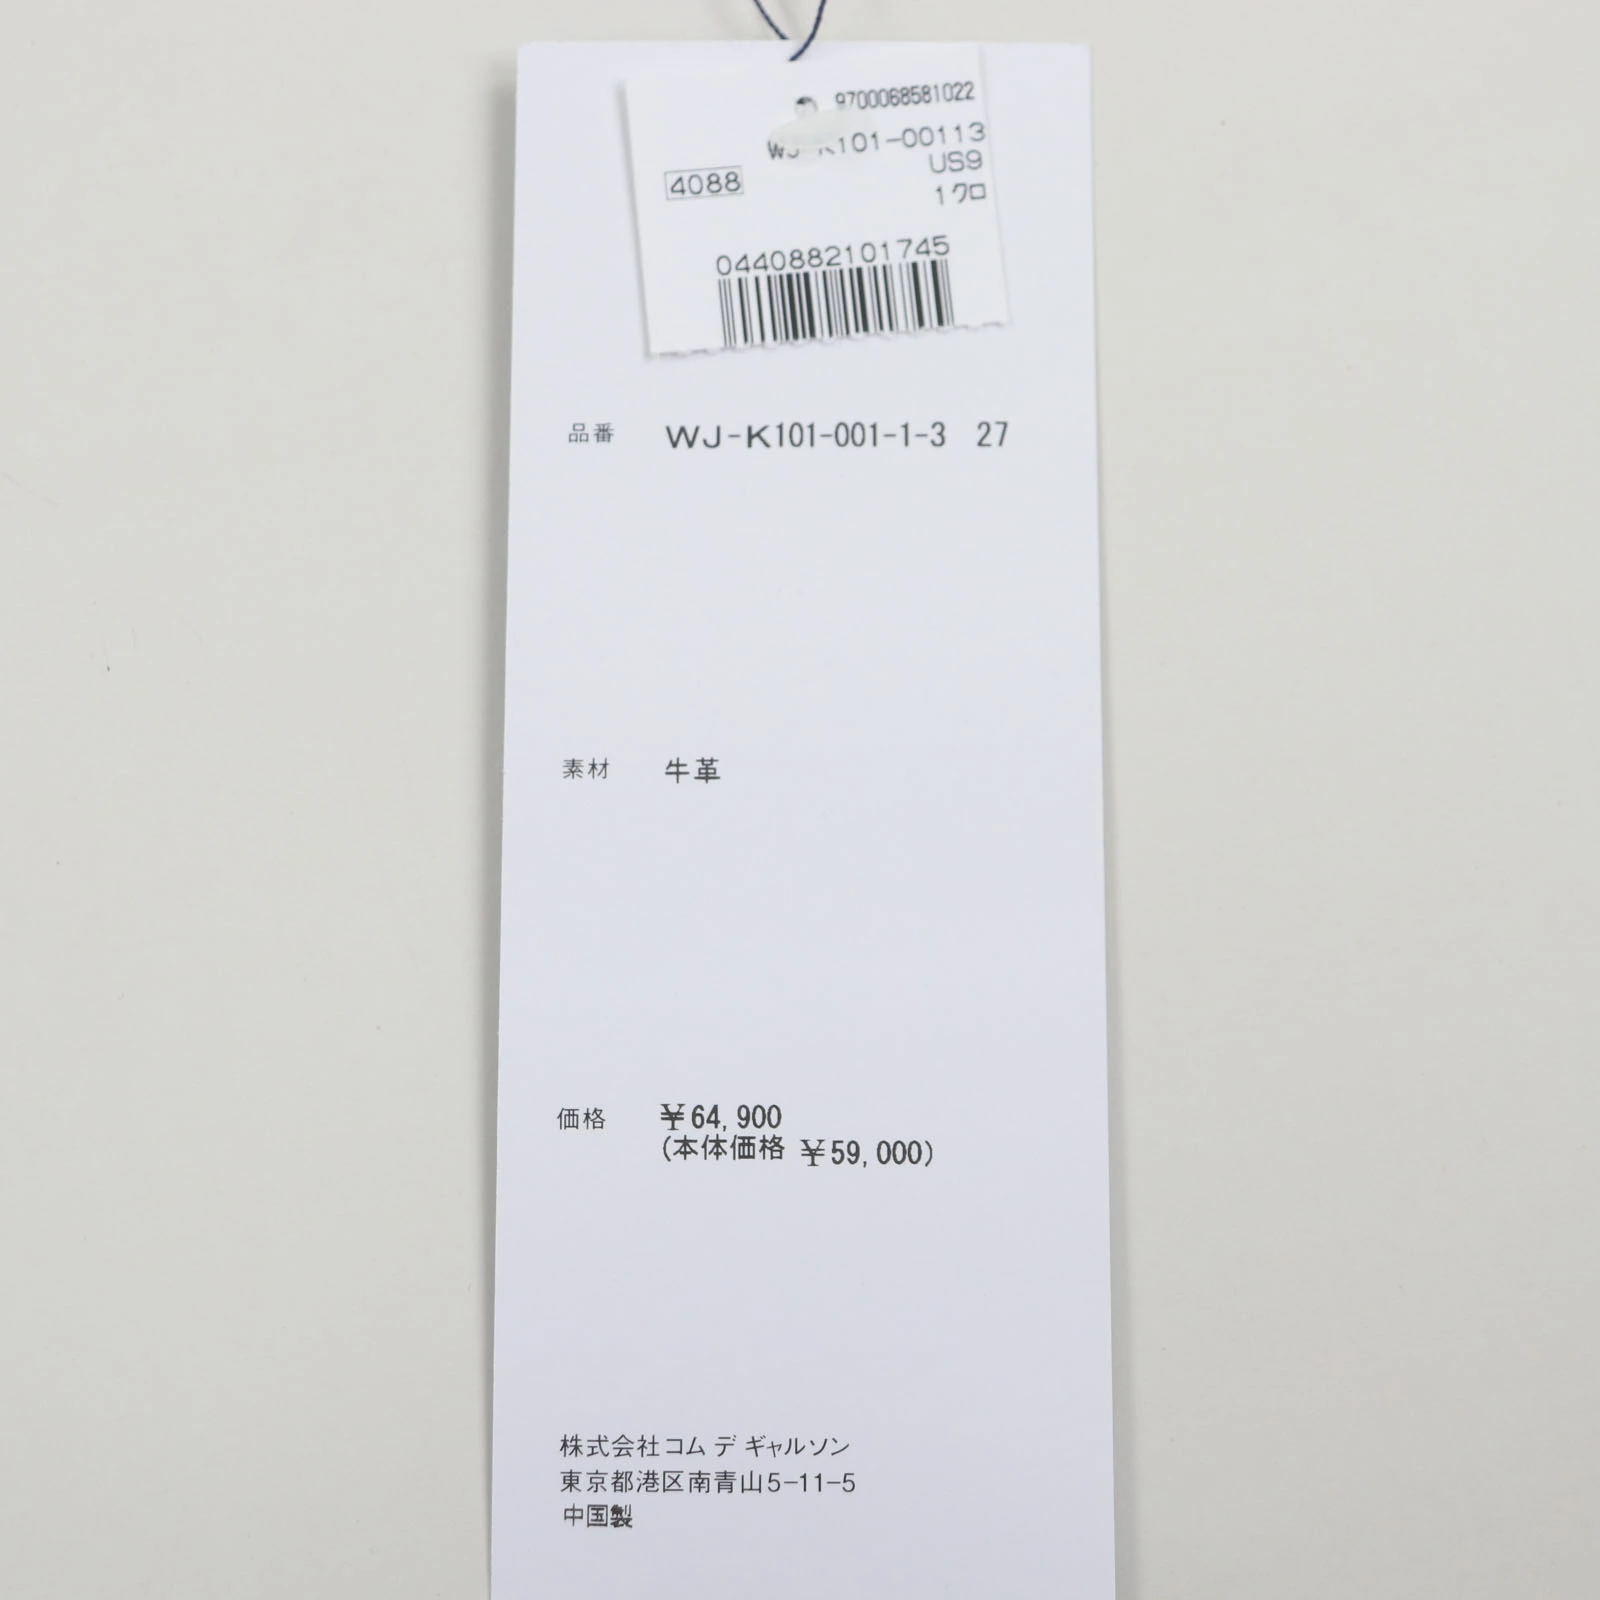 9700068581022
WJ-K101-00113
US9
4088
1クロ
0440882101745
品番 WJ-K101-001-1-3 27
素材 牛革
価格 ¥64,900
(本体価格 ¥59,000)
株式会社コム デ ギャルソン
東京都港区南青山5-11-5
中国製